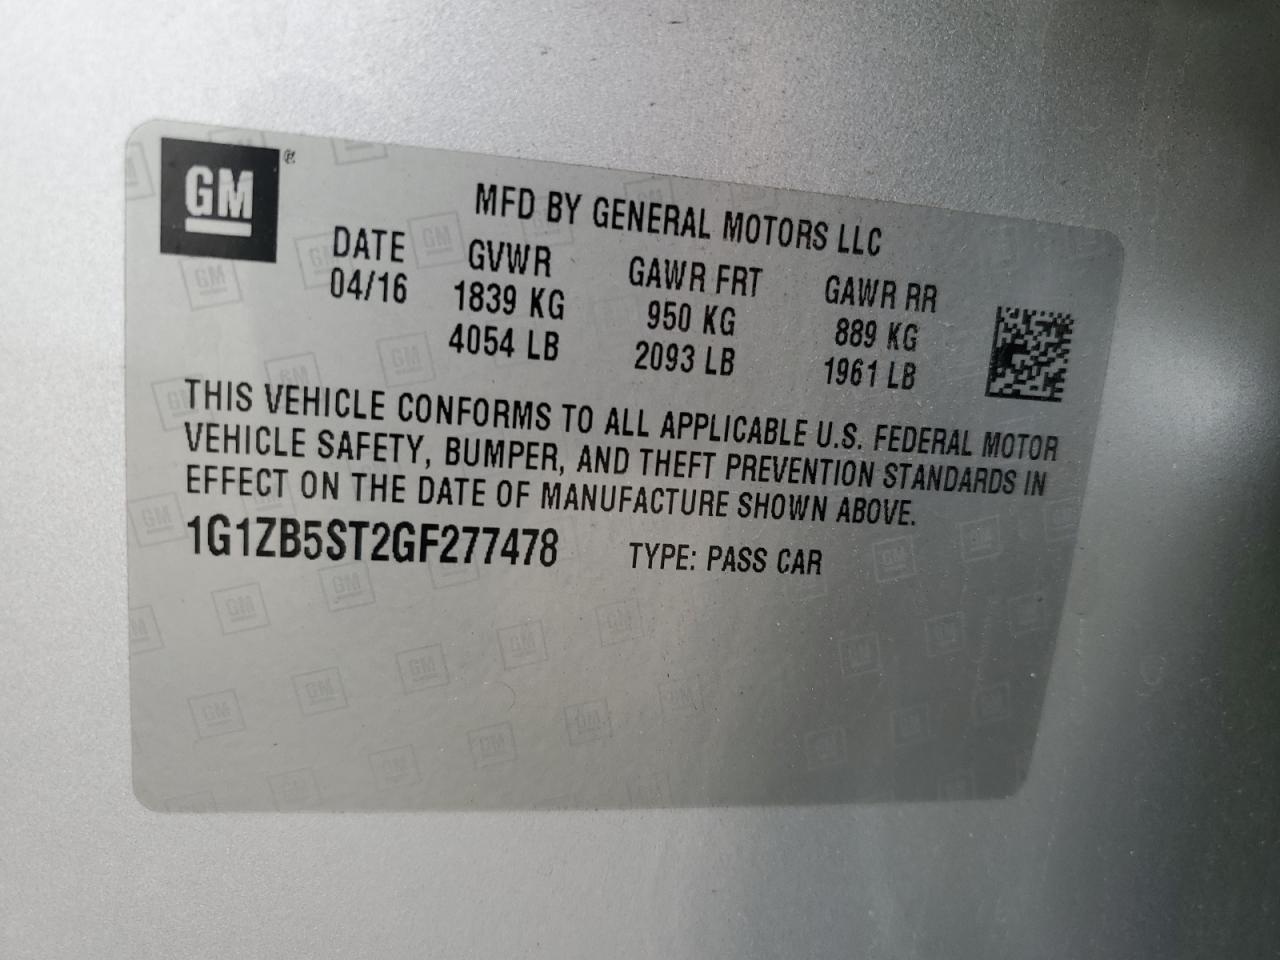 GM®
MFD BY GENERAL MOTORS LLC
DATE GVWR GAWR FRT GAWR RR
04/16 1839 KG 950 KG 889 KG
4054 LB 2093 LB 1961 LB
THIS VEHICLE CONFORMS TO ALL APPLICABLE U.S. FEDERAL MOTOR
VEHICLE SAFETY, BUMPER, AND THEFT PREVENTION STANDARDS IN
EFFECT ON THE DATE OF MANUFACTURE SHOWN ABOVE.
1G1ZB5ST2GF277478 TYPE: PASS CAR